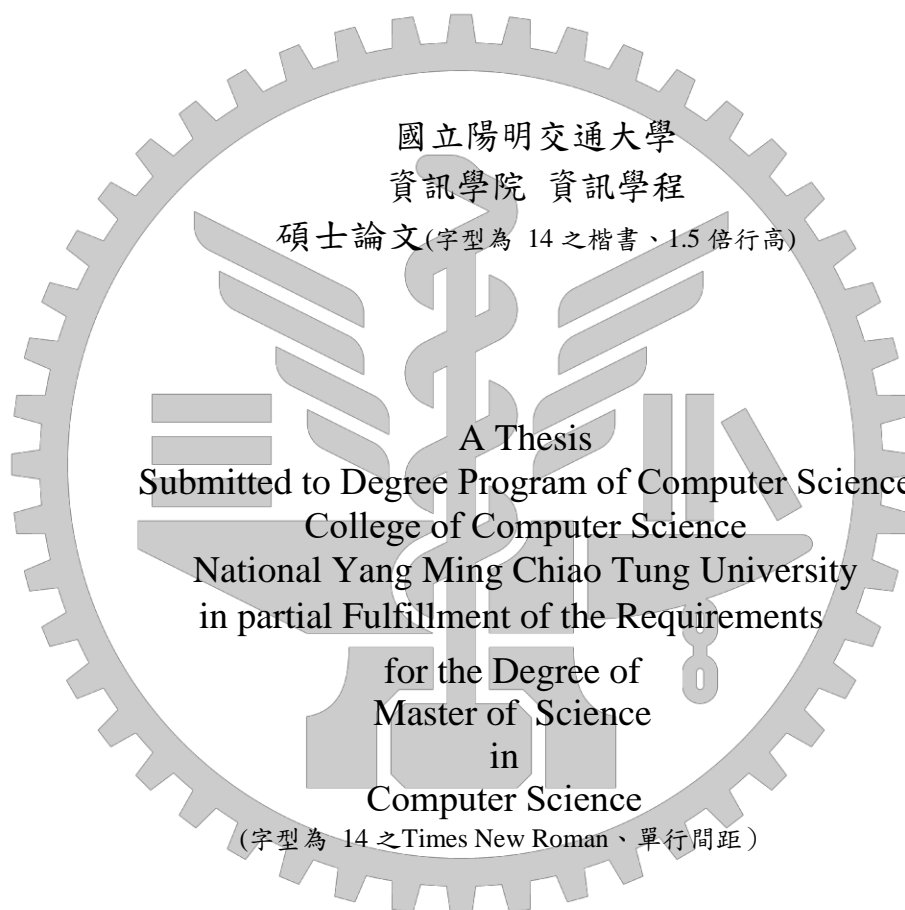 國立陽明交通大學
資訊學院 資訊學程
碩士論文(字型為 14 之楷書、1.5 倍行高)
A Thesis
Submitted to Degree Program of Computer Science
College of Computer Science
National Yang Ming Chiao Tung University
in partial Fulfillment of the Requirements
for the Degree of
Master of Science
in
Computer Science
(字型為 14 之Times New Roman、單行間距)